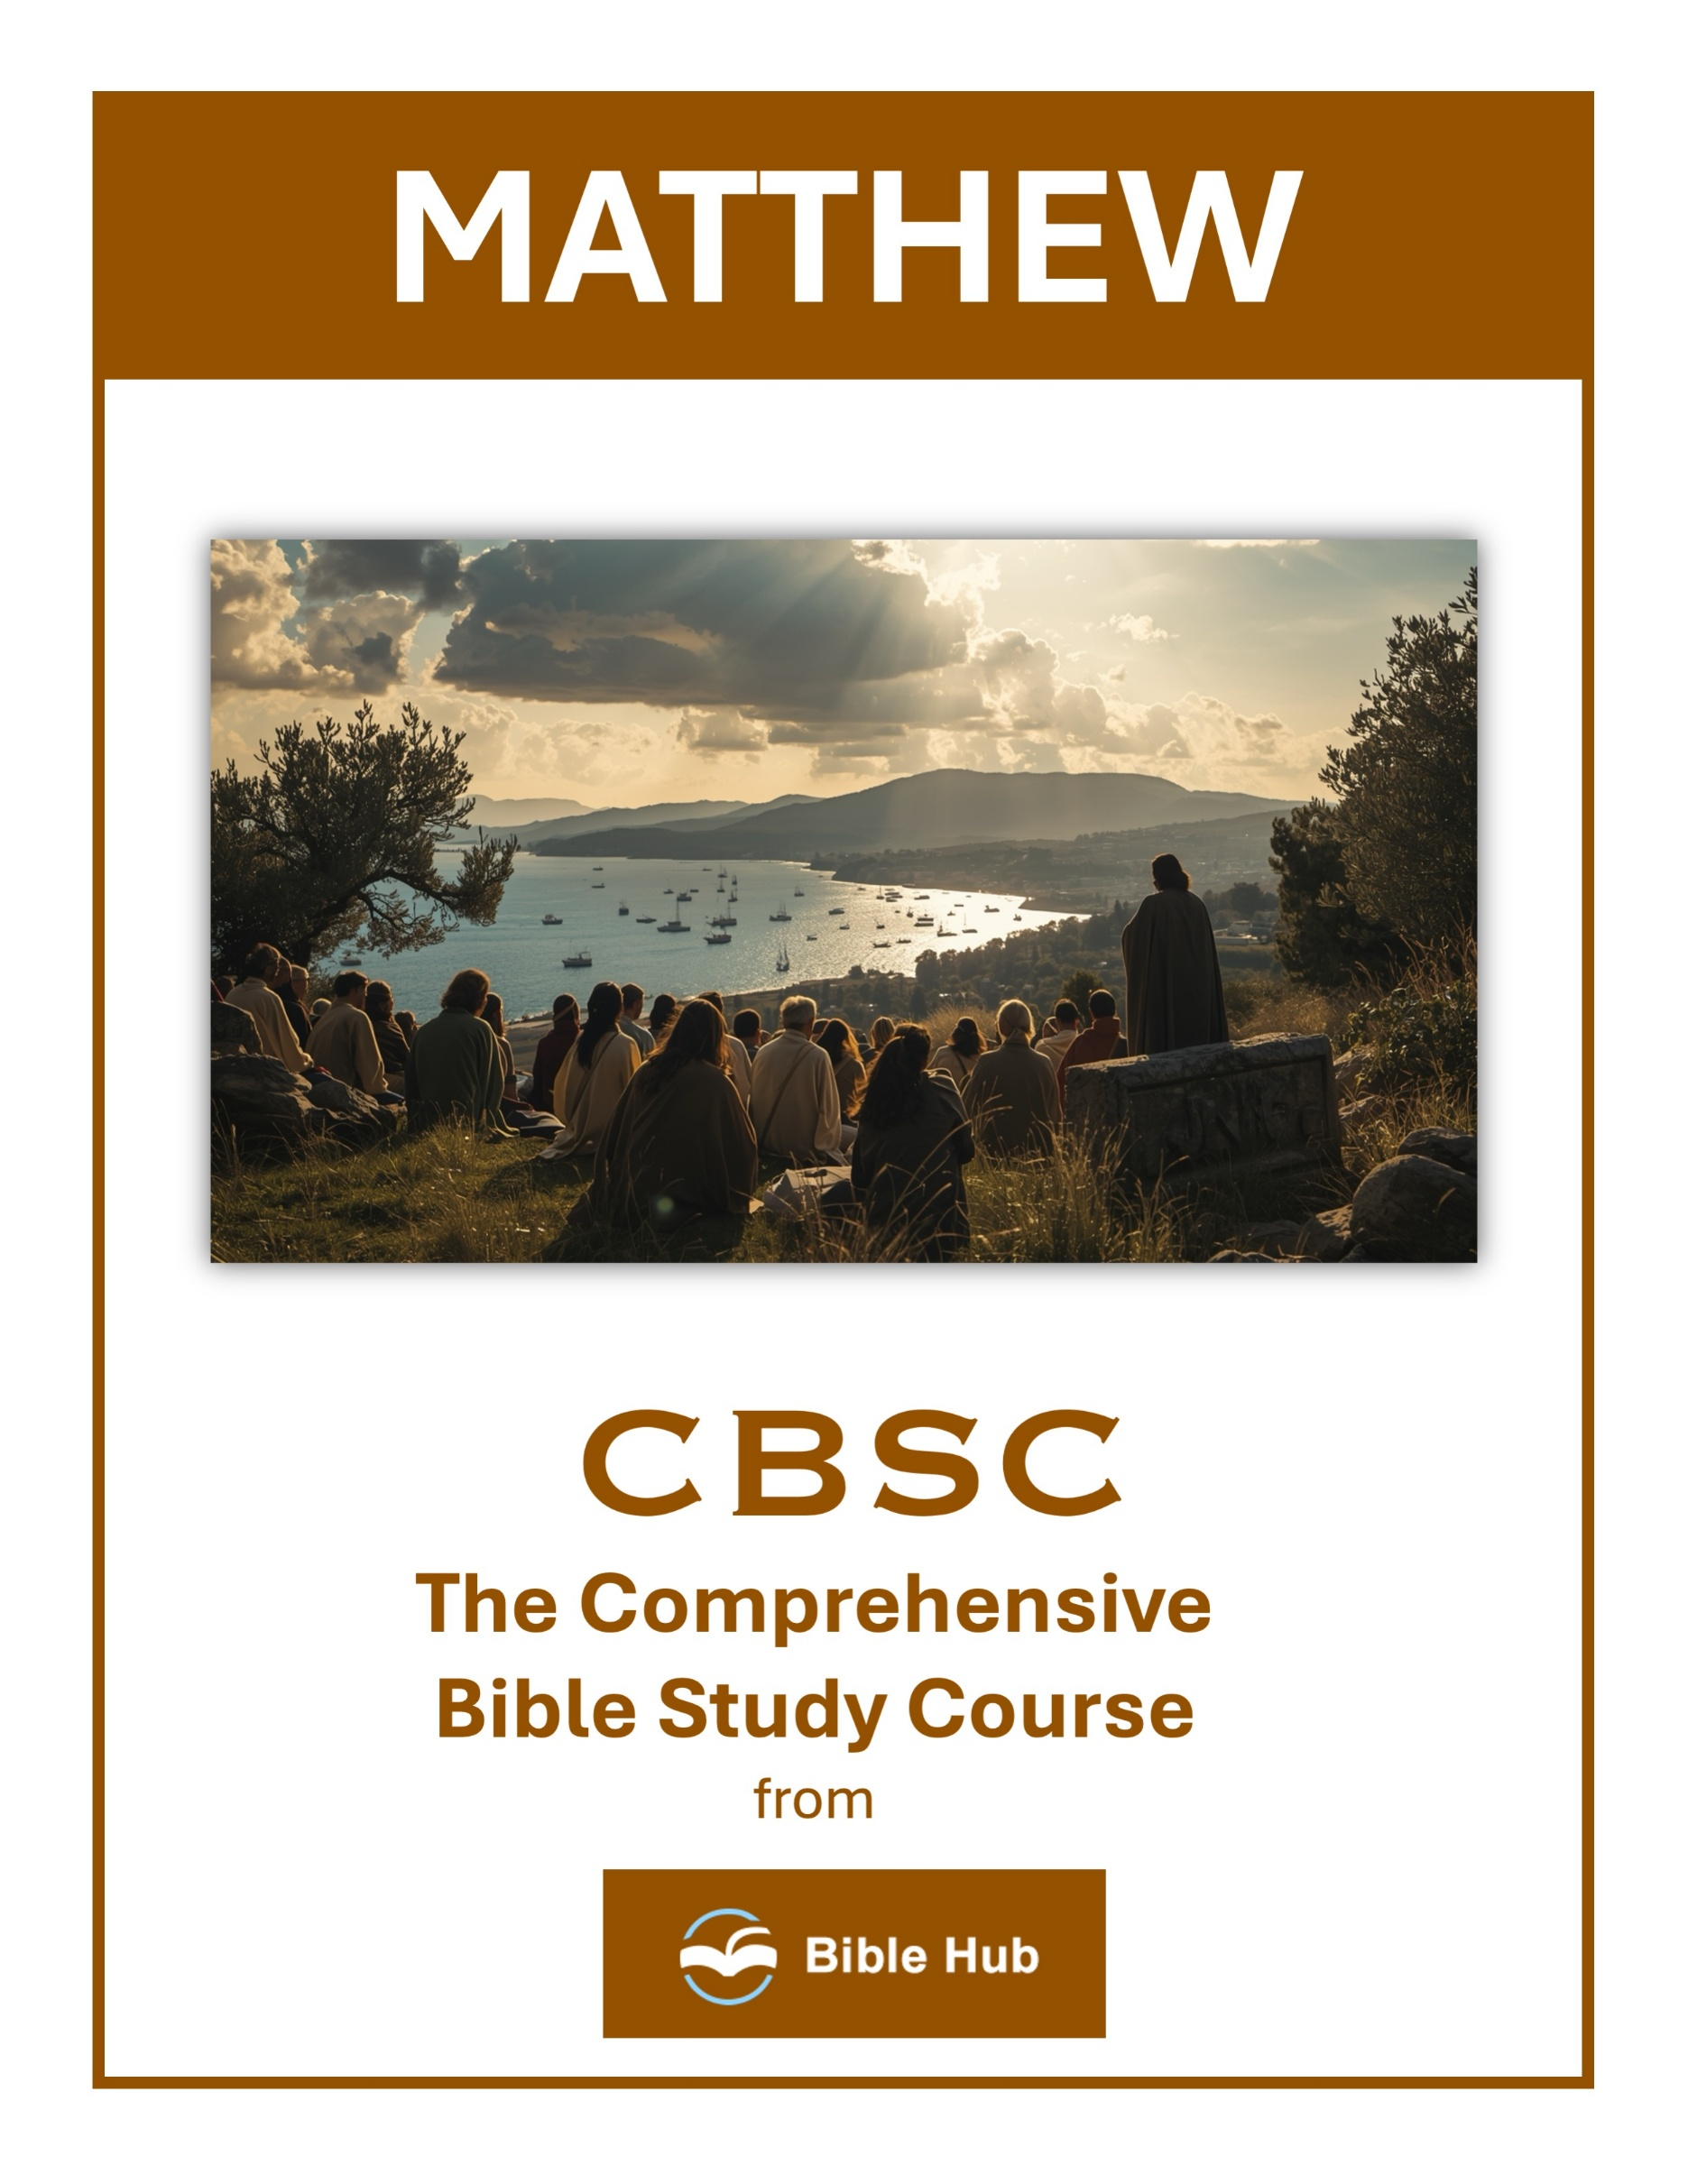 MATTHEW
CBSC
The Comprehensive
Bible Study Course
from
Bible Hub